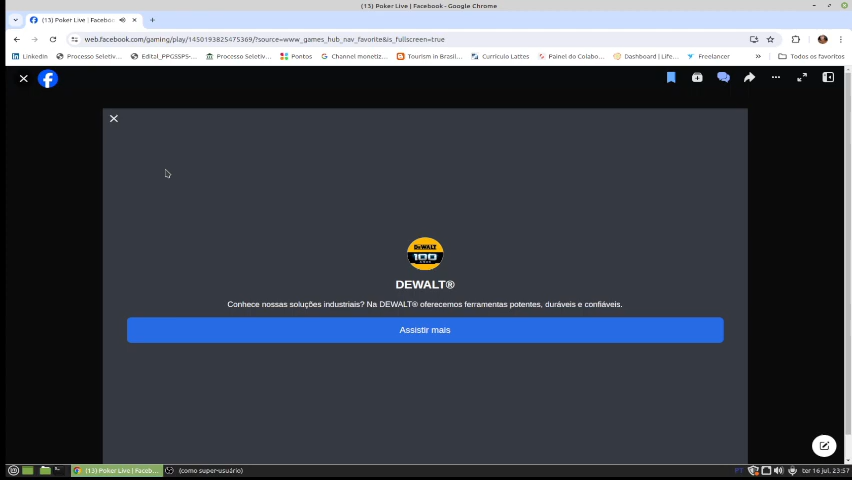 (13) Poker Live | Facebook - Google Chrome
(13) Poker Live | Facebook
web.facebook.com/gaming/play/1450193825475369/?source=www_games_hub_nav_favorite&is_fullscreen=true
LinkedIn
Processo Seletiv...
Edital_PPGSSPS-...
Processo Seletiv...
Pontos
Channel monetiz...
Tourism in Brasil...
Currículo Lattes
Painel do Colabo...
Dashboard | Life...
Freelancer
Todos os favoritos
DEWALT
100
DEWALT®
Conhece nossas soluções industriais? Na DEWALT® oferecemos ferramentas potentes, duráveis e confiáveis.
Assistir mais
(13) Poker Live | Faceb...
(como super-usuário)
PT
ter 16 jul, 23:57